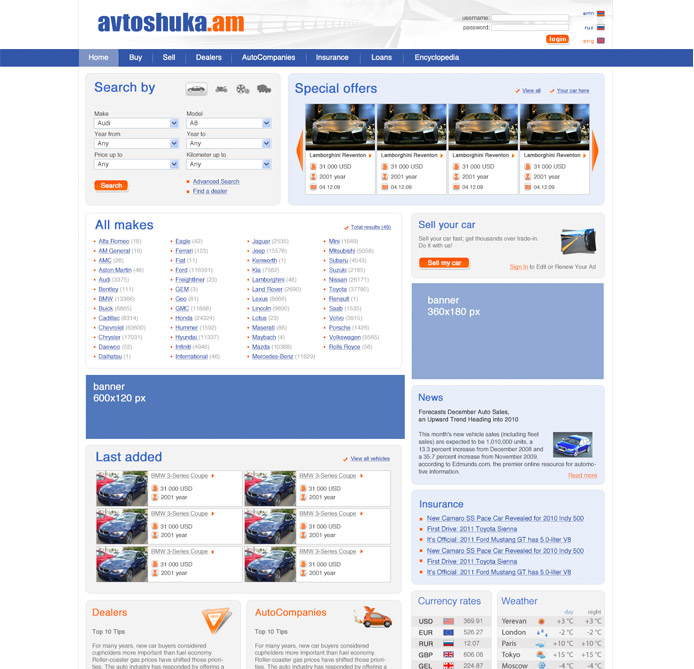 avtoshuka.am
username:
password:
login
arm
rus
eng
Home Buy Sell Dealers AutoCompanies Insurance Loans Encyclopedia
Search by
Make Model
Audi A8
Year from Year to
Any Any
Price up to Kilometer up to
Any Any
Search
Advanced Search
Find a dealer
Special offers
View all Your car here
Lamborghini Reventon Lamborghini Reventon Lamborghini Reventon Lamborghini Reventon
31 000 USD 31 000 USD 31 000 USD 31 000 USD
2001 year 2001 year 2001 year 2001 year
04.12.09 04.12.09 04.12.09 04.12.09
All makes
Total results (49)
Alfa Romeo (18)
AM General (19)
AMC (28)
Aston Martin (48)
Audi (3375)
Bentley (111)
BMW (13368)
Buick (6865)
Cadillac (8314)
Chevrolet (63600)
Chrysler (17031)
Daewoo (52)
Daihatsu (1)
Eagle (42)
Ferrari (123)
Fiat (11)
Ford (116591)
Freightliner (23)
GEM (3)
Geo (81)
GMC (11868)
Honda (24324)
Hummer (1592)
Hyundai (11337)
Infiniti (4946)
International (46)
Jaguar (2535)
Jeep (15578)
Kenworth (1)
Kia (7582)
Lamborghini (48)
Land Rover (2690)
Lexus (8668)
Lincoln (9890)
Lotus (23)
Maserati (86)
Maybach (4)
Mazda (10388)
Mercedes-Benz (11829)
Mini (1649)
Mitsubishi (5058)
Subaru (4543)
Suzuki (2185)
Nissan (26171)
Toyota (37780)
Renault (1)
Saab (1535)
Volvo (3915)
Porsche (1426)
Volkswagen (9565)
Rolls Royce (56)
Sell your car
Sell your car fast; get thousands over trade-in.
Do it with us!
Sell my car
Sign In to Edit or Renew Your Ad
banner
360x180 px
banner
600x120 px
News
Forecasts December Auto Sales,
an Upward Trend Heading into 2010
This month's new vehicle sales (including fleet
sales) are expected to be 1,010,000 units, a
13.3 percent increase from December 2008 and
a 35.7 percent increase from November 2009,
according to Edmunds.com, the premier online resource for automo-
tive information.
Read more
Last added
View all vehicles
BMW 3-Series Coupe BMW 3-Series Coupe
31 000 USD 31 000 USD
2001 year 2001 year
BMW 3-Series Coupe BMW 3-Series Coupe
31 000 USD 31 000 USD
2001 year 2001 year
BMW 3-Series Coupe BMW 3-Series Coupe
31 000 USD 31 000 USD
2001 year 2001 year
Insurance
New Camaro SS Pace Car Revealed for 2010 Indy 500
First Drive: 2011 Toyota Sienna
It's Official: 2011 Ford Mustang GT has 5.0-liter V8
New Camaro SS Pace Car Revealed for 2010 Indy 500
First Drive: 2011 Toyota Sienna
It's Official: 2011 Ford Mustang GT has 5.0-liter V8
Dealers
Top 10 Tips
For many years, new car buyers considered
cupholders more important than fuel economy.
Roller-coaster gas prices have shifted those priori-
ties. The auto industry has responded by offering a
AutoCompanies
Top 10 Tips
For many years, new car buyers considered
cupholders more important than fuel economy.
Roller-coaster gas prices have shifted those priori-
ties. The auto industry has responded by offering a
Currency rates
USD 369.91
EUR 526.27
RUR 12.07
GBP 606.06
GEL 224.87
Weather
day night
Yerevan +3 °C +3 °C
London -2 °C -2 °C
Paris +10 °C +10 °C
Tokyo +15 °C +15 °C
Moscow -4 °C -4 °C